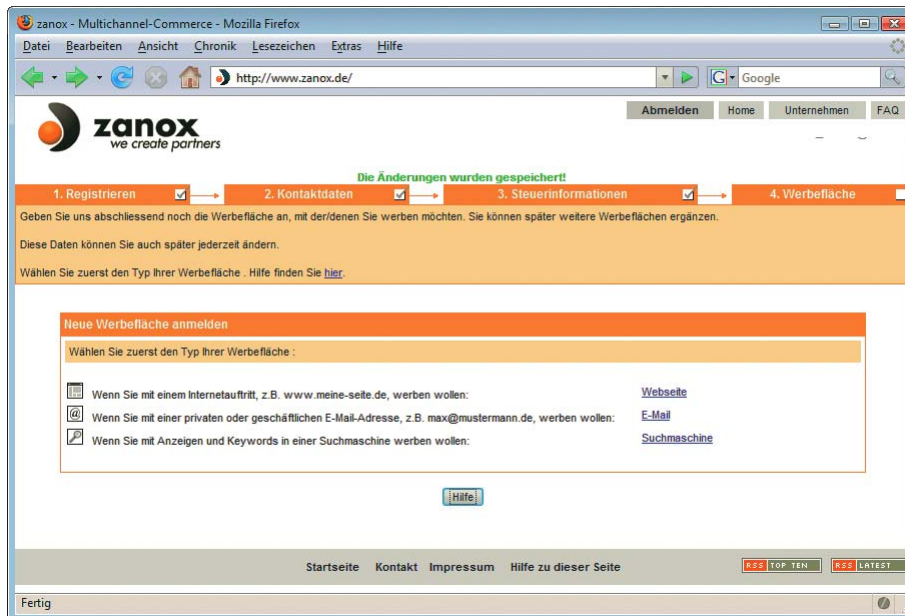 zanox - Multichannel-Commerce - Mozilla Firefox
Datei Bearbeiten Ansicht Chronik Lesezeichen Extras Hilfe
http://www.zanox.de/ G Google
Abmelden Home Unternehmen FAQ
zanox
we create partners
Die Änderungen wurden gespeichert!
1. Registrieren 2. Kontaktdaten 3. Steuerinformationen 4. Werbefläche
Geben Sie uns abschliessend noch die Werbefläche an, mit der/denen Sie werben möchten. Sie können später weitere Werbeflächen ergänzen.
Diese Daten können Sie auch später jederzeit ändern.
Wählen Sie zuerst den Typ Ihrer Werbefläche . Hilfe finden Sie hier.
Neue Werbefläche anmelden
Wählen Sie zuerst den Typ Ihrer Werbefläche :
Wenn Sie mit einem Internetauftritt, z.B. www.meine-seite.de, werben wollen: Webseite
@ Wenn Sie mit einer privaten oder geschäftlichen E-Mail-Adresse, z.B. max@mustermann.de, werben wollen: E-Mail
Wenn Sie mit Anzeigen und Keywords in einer Suchmaschine werben wollen: Suchmaschine
Hilfe
Startseite Kontakt Impressum Hilfe zu dieser Seite RSS TOP TEN RSS LATEST
Fertig